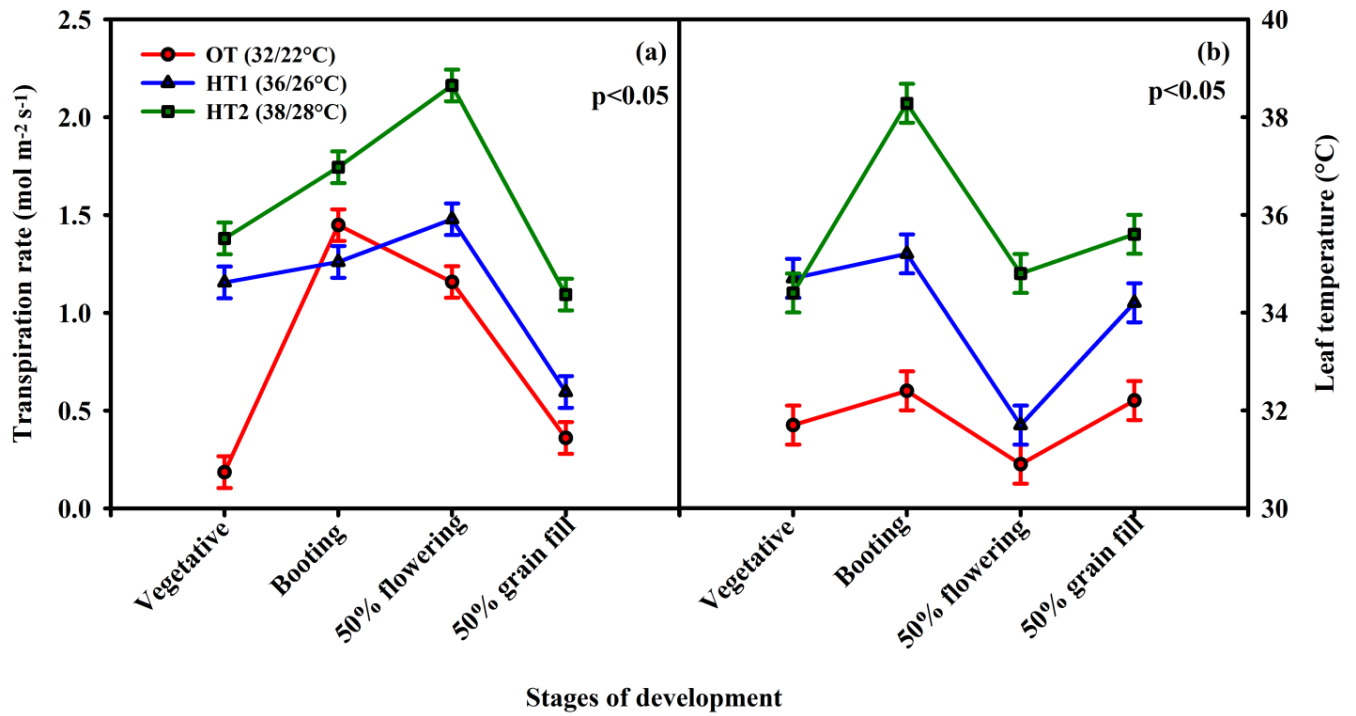 Transpiration rate (mol m⁻² s⁻¹)
2.5
2.0
1.5
1.0
0.5
0.0
OT (32/22°C)
HT1 (36/26°C)
HT2 (38/28°C)
(a)
p<0.05
Vegetative
Booting
50% flowering
50% grain fill
(b)
p<0.05
Vegetative
Booting
50% flowering
50% grain fill
40
38
36
34
32
30
Leaf temperature (°C)
Stages of development